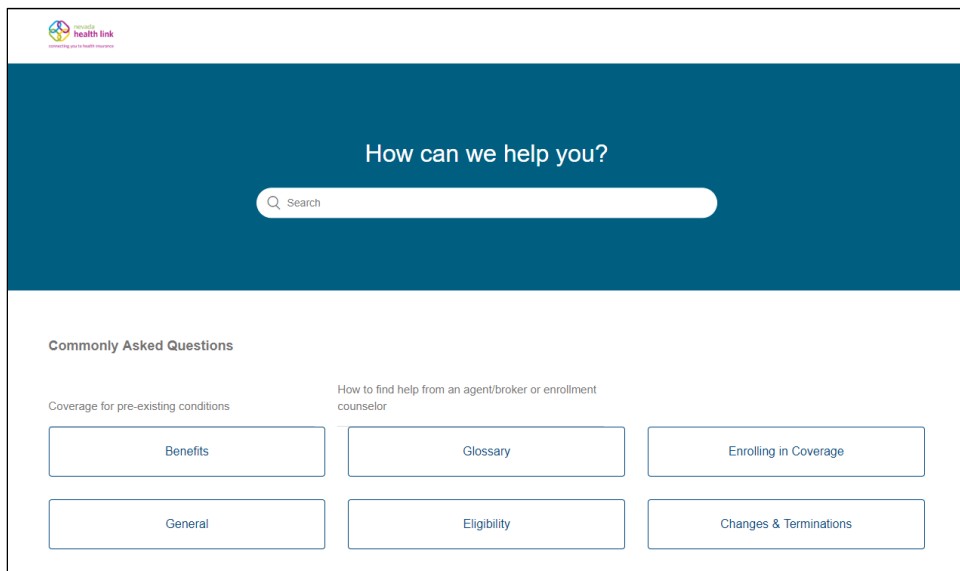 nevada
health link
connecting you to health insurance
How can we help you?
Search
Commonly Asked Questions
Coverage for pre-existing conditions
How to find help from an agent/broker or enrollment
counselor
Benefits
Glossary
Enrolling in Coverage
General
Eligibility
Changes & Terminations